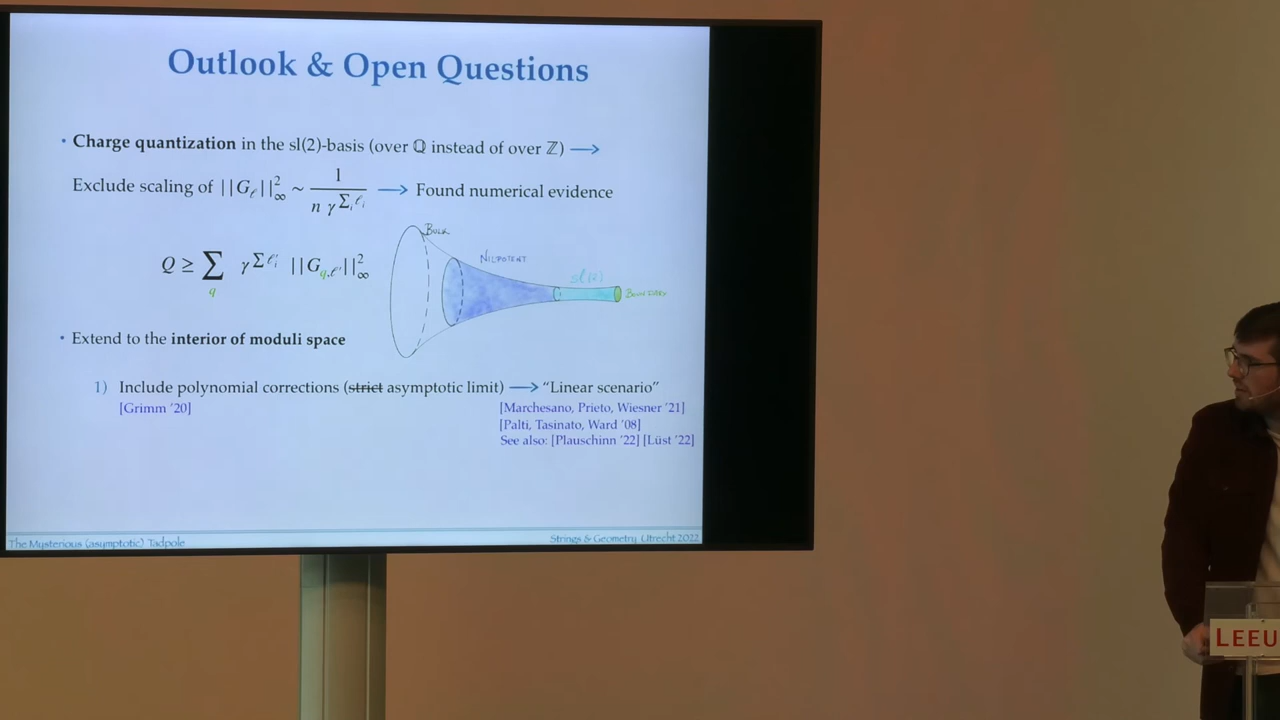 Outlook & Open Questions
• Charge quantization in the sl(2)-basis (over ℚ instead of over ℤ) ⟶
Exclude scaling of ||G_ℓ||²_∞ ~ 1 / (n γ^{Σ_i ℓ_i}) ⟶ Found numerical evidence
Q ≥ Σ_q γ^{Σ ℓ_i} ||G_{q,ℓ}||²_∞
BULK
NILPOTENT
sl(2)
BOUNDARY
• Extend to the interior of moduli space
1) Include polynomial corrections (strict asymptotic limit) ⟶ “Linear scenario”
[Grimm ’20]
[Marchesano, Prieto, Wiesner ’21]
[Palti, Tasinato, Ward ’08]
See also: [Plauschinn ’22] [Lüst ’22]
The Mysterious (asymptotic) Tadpole
Strings & Geometry, Utrecht 2022
LEEU